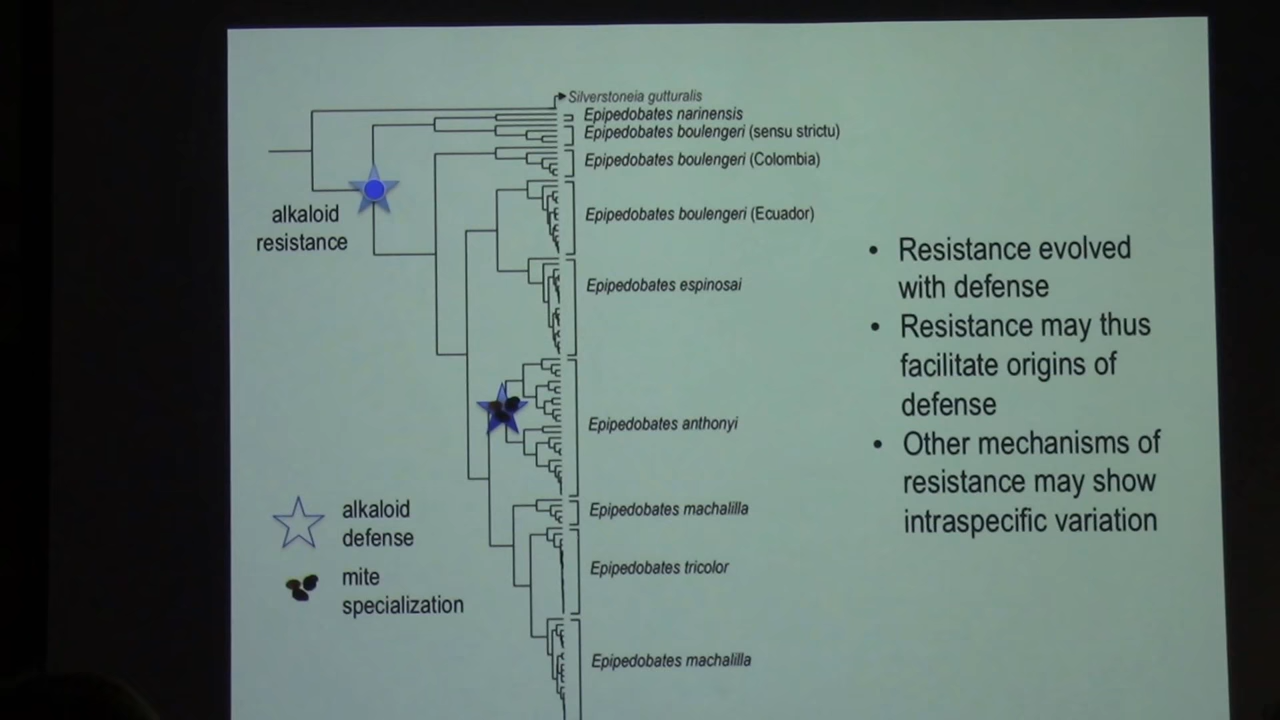 Silverstoneia gutturalis
Epipedobates narinensis
Epipedobates boulengeri (sensu strictu)
Epipedobates boulengeri (Colombia)
Epipedobates boulengeri (Ecuador)
Epipedobates espinosai
Epipedobates anthonyi
Epipedobates machalilla
Epipedobates tricolor
Epipedobates machalilla
alkaloid
resistance
alkaloid
defense
mite
specialization
• Resistance evolved
with defense
• Resistance may thus
facilitate origins of
defense
• Other mechanisms of
resistance may show
intraspecific variation